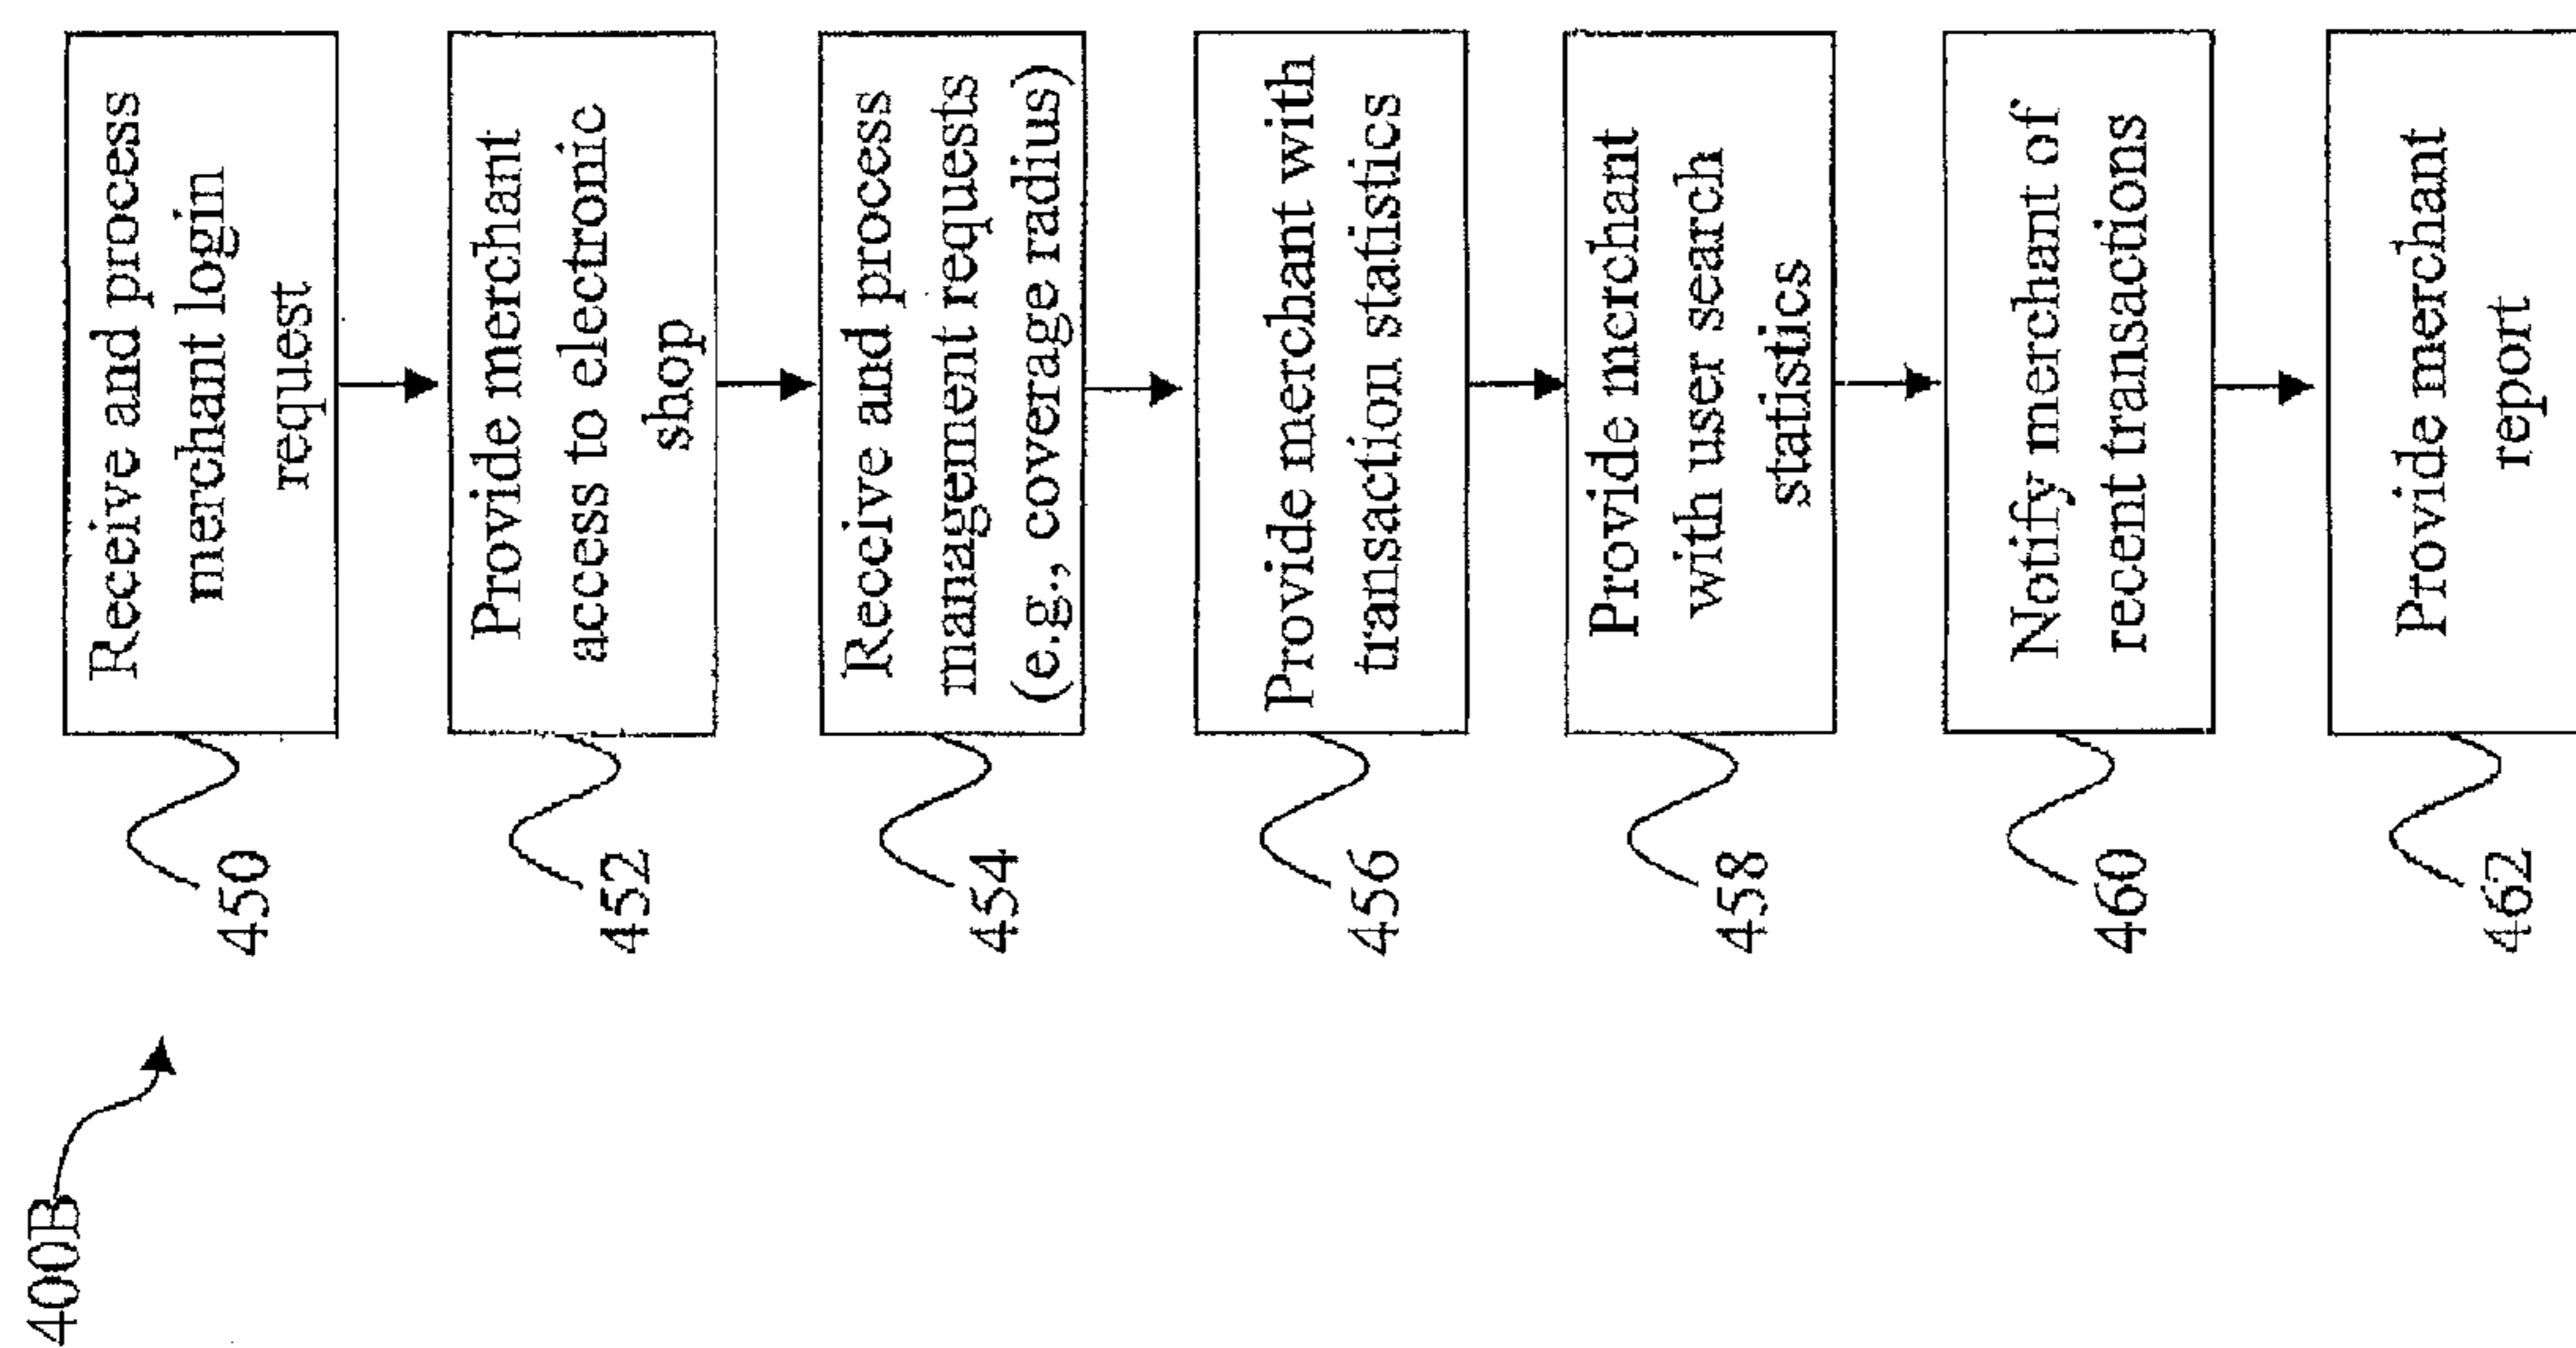 400B
450
Receive and process
merchant login
request
452
Provide merchant
access to electronic
shop
454
Receive and process
management requests
(e.g., coverage radius)
456
Provide merchant with
transaction statistics
458
Provide merchant
with user search
statistics
460
Notify merchant of
recent transactions
462
Provide merchant
report